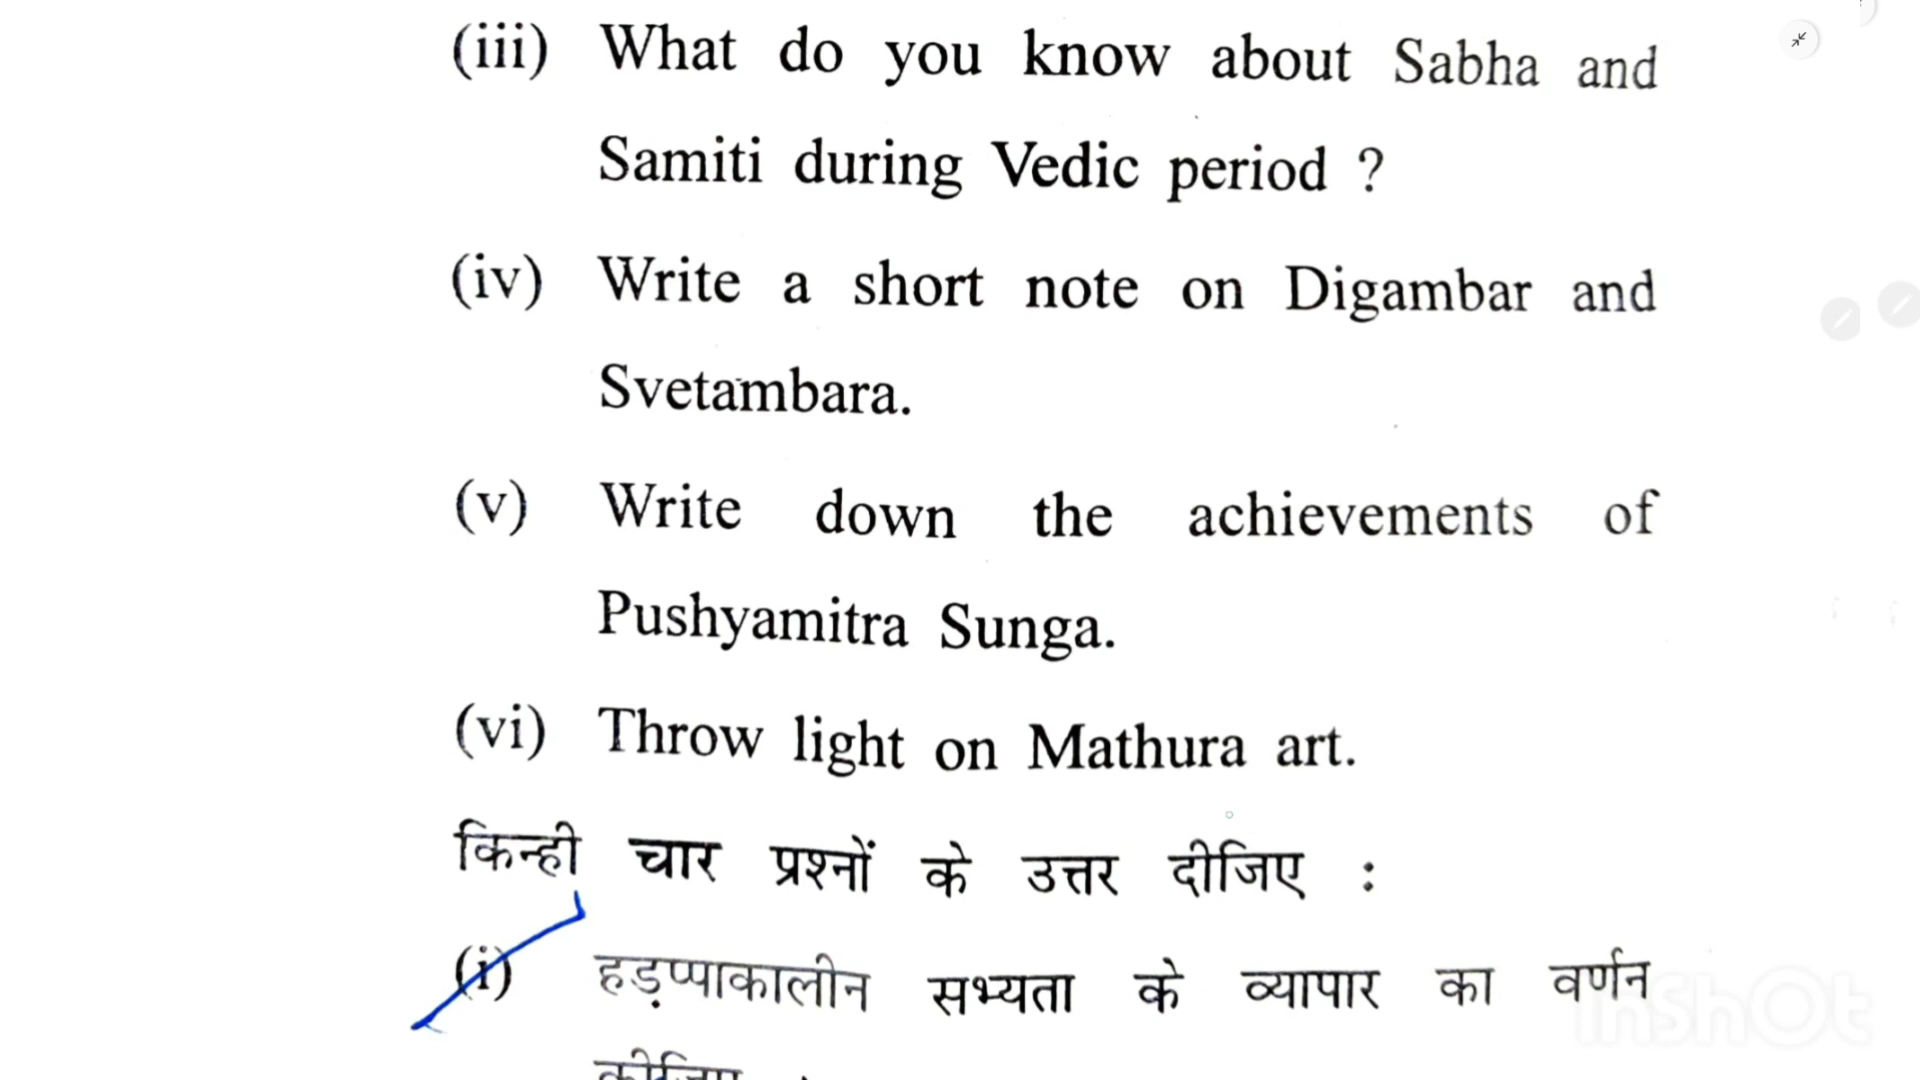 (iii) What do you know about Sabha and
Samiti during Vedic period ?
(iv) Write a short note on Digambar and
Svetambara.
(v) Write down the achievements of
Pushyamitra Sunga.
(vi) Throw light on Mathura art.
किन्ही चार प्रश्नों के उत्तर दीजिए :
(i) हड़प्पाकालीन सभ्यता के व्यापार का वर्णन
कीजिए
InShOt